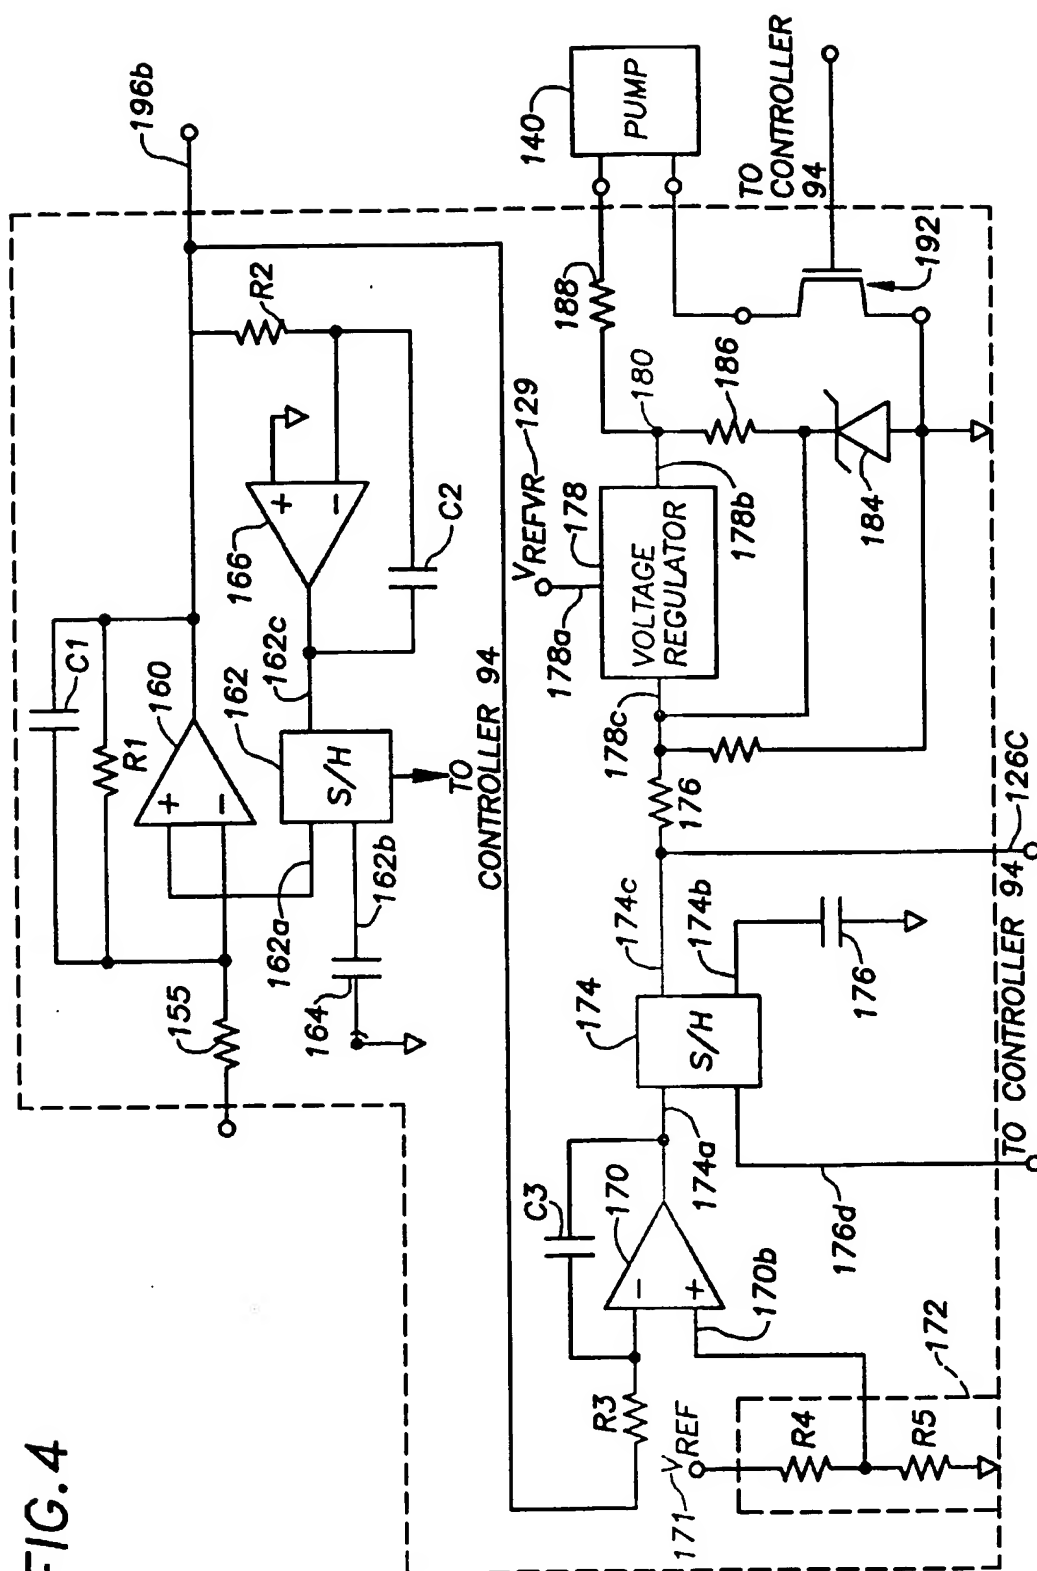 FIG.4
196b
C1
R1
160
155
R2
166
C2
162c
162
S/H
162a
162b
164
TO
CONTROLLER 94
140
PUMP
TO
CONTROLLER
94
188
192
VREFVR
129
180
186
178
178a
VOLTAGE
REGULATOR
178b
184
178c
176
126C
174c
174
S/H
174b
176
C3
170
174a
170b
176d
TO CONTROLLER 94
R3
171
VREF
172
R4
R5
+
−
+
−
−
+